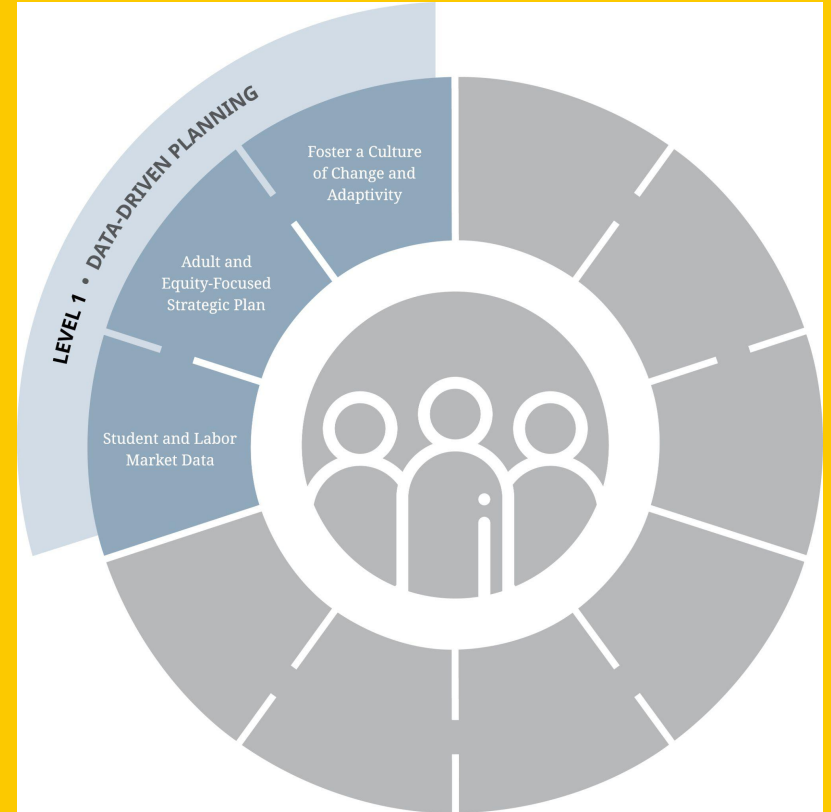 LEVEL 1 • DATA-DRIVEN PLANNING
Foster a Culture
of Change and
Adaptivity
Adult and
Equity-Focused
Strategic Plan
Student and Labor
Market Data